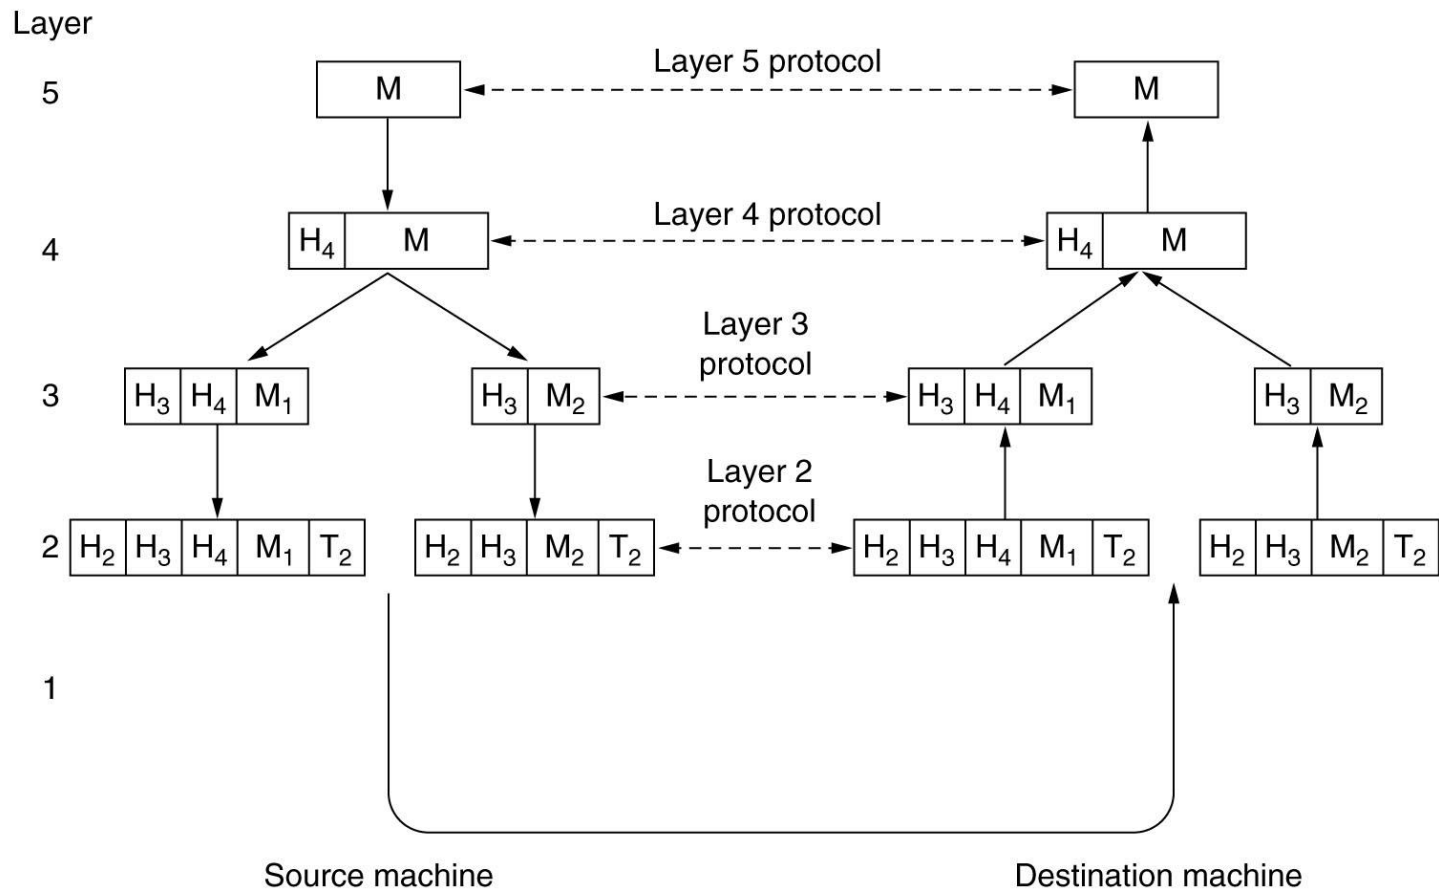 Layer
5
M
Layer 5 protocol
M
4
H₄ M
Layer 4 protocol
H₄ M
3
H₃ H₄ M₁
H₃ M₂
Layer 3
protocol
H₃ H₄ M₁
H₃ M₂
2
H₂ H₃ H₄ M₁ T₂
H₂ H₃ M₂ T₂
Layer 2
protocol
H₂ H₃ H₄ M₁ T₂
H₂ H₃ M₂ T₂
1
Source machine
Destination machine